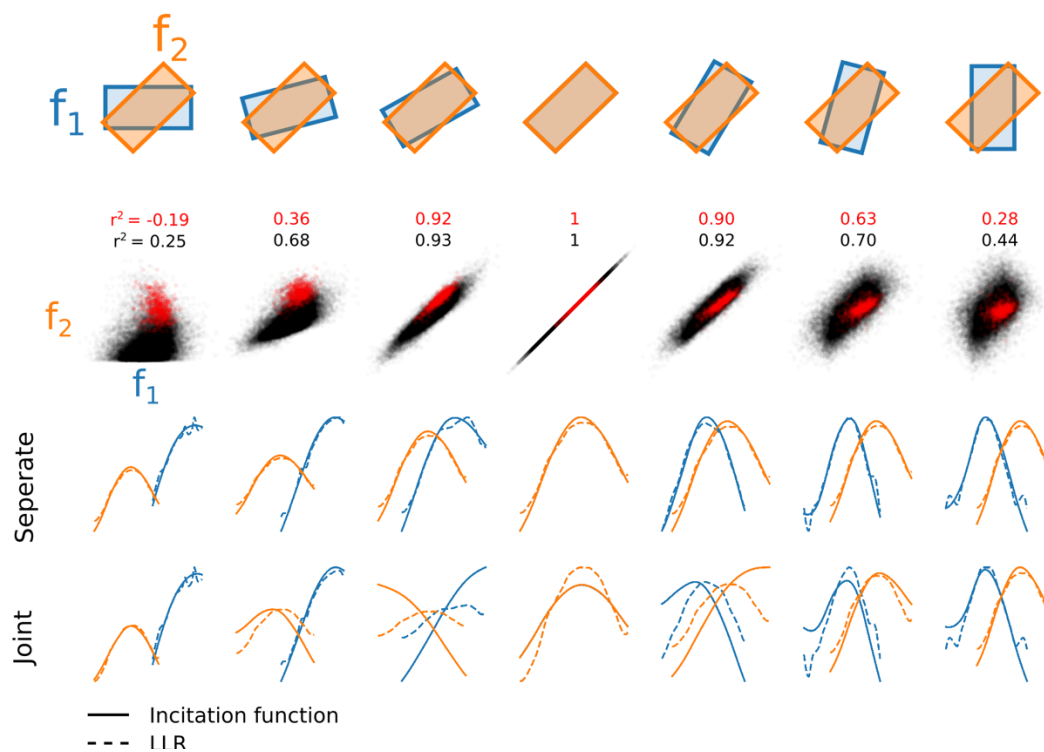 f2
f1
r2 = -0.19 0.36 0.92 1 0.90 0.63 0.28
r2 = 0.25 0.68 0.93 1 0.92 0.70 0.44
f2
f1
Seperate
Joint
Incitation function
LLR